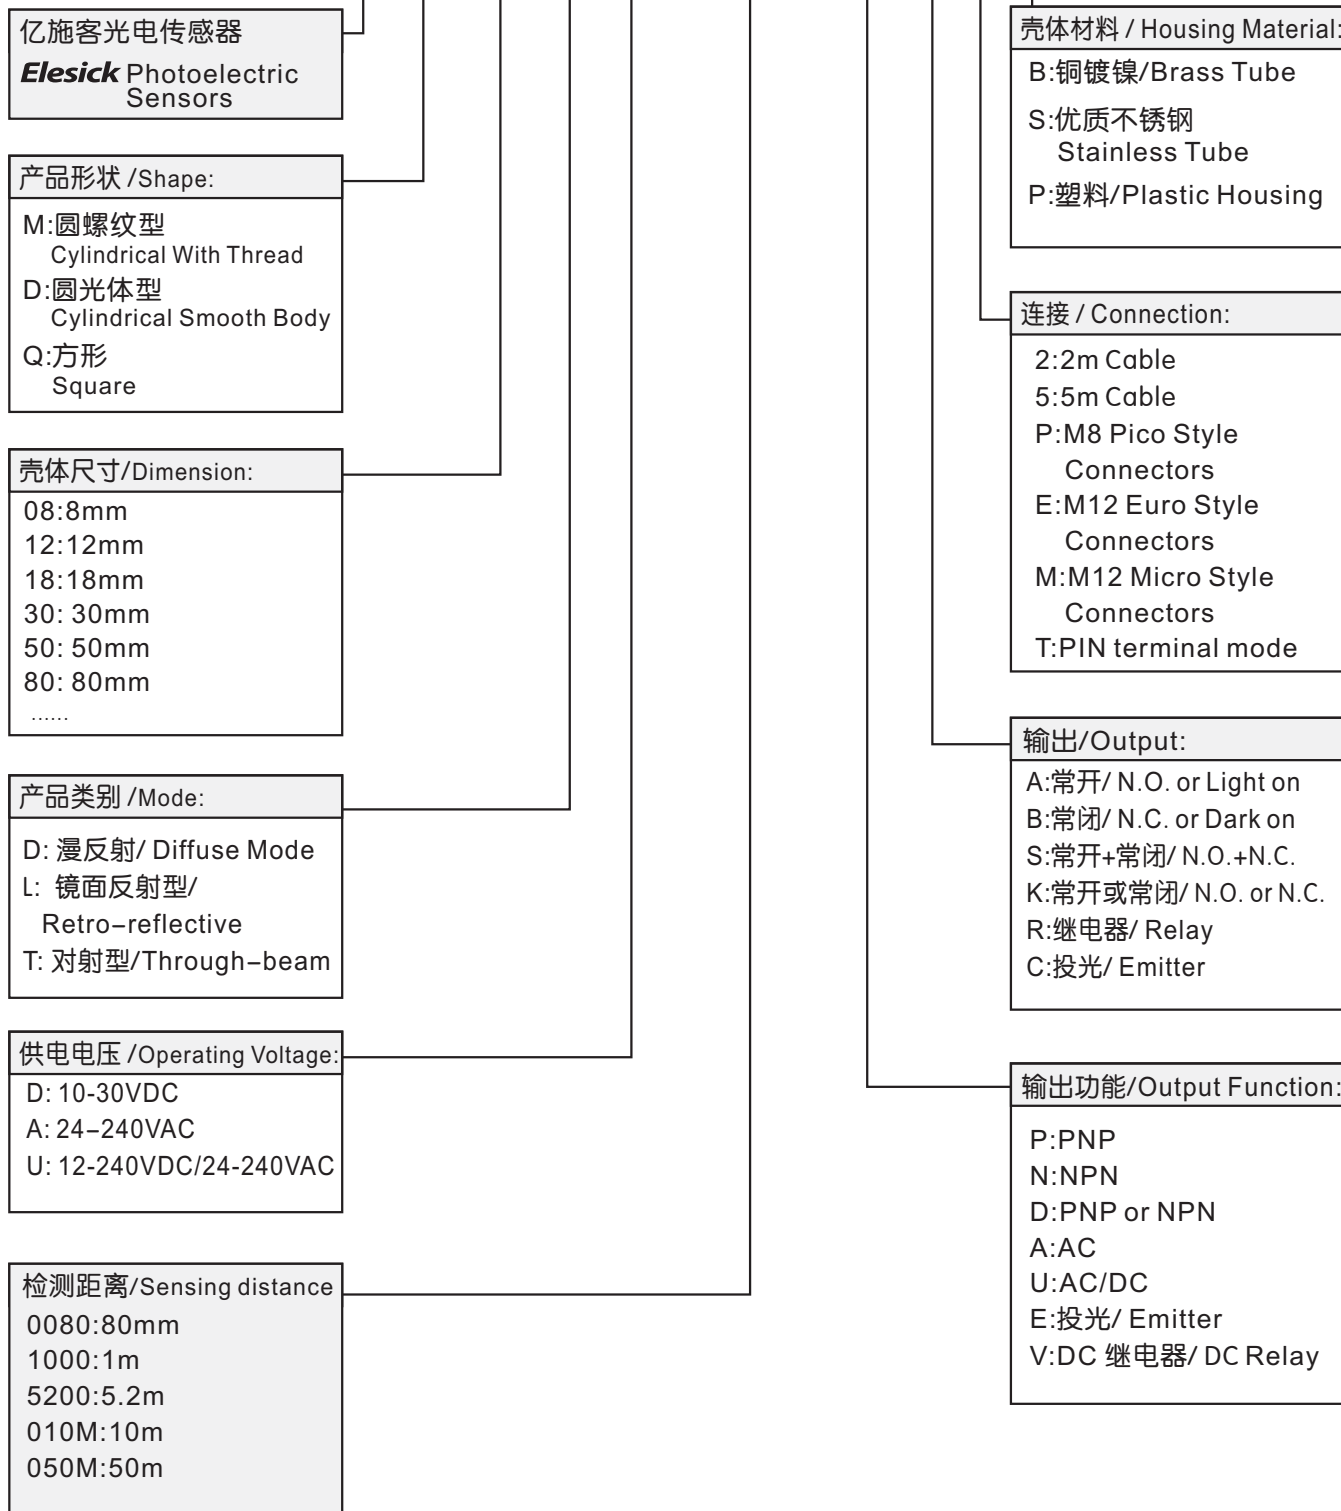 亿施客光电传感器
Elesick Photoelectric
Sensors
产品形状 /Shape:
M:圆螺纹型
Cylindrical With Thread
D:圆光体型
Cylindrical Smooth Body
Q:方形
Square
壳体尺寸/Dimension:
08:8mm
12:12mm
18:18mm
30: 30mm
50: 50mm
80: 80mm
......
产品类别 /Mode:
D: 漫反射/ Diffuse Mode
L: 镜面反射型/
Retro–reflective
T: 对射型/Through–beam
供电电压 /Operating Voltage:
D: 10-30VDC
A: 24–240VAC
U: 12-240VDC/24-240VAC
检测距离/Sensing distance
0080:80mm
1000:1m
5200:5.2m
010M:10m
050M:50m
壳体材料 / Housing Material:
B:铜镀镍/Brass Tube
S:优质不锈钢
Stainless Tube
P:塑料/Plastic Housing
连接 / Connection:
2:2m Cable
5:5m Cable
P:M8 Pico Style
Connectors
E:M12 Euro Style
Connectors
M:M12 Micro Style
Connectors
T:PIN terminal mode
输出/Output:
A:常开/ N.O. or Light on
B:常闭/ N.C. or Dark on
S:常开+常闭/ N.O.+N.C.
K:常开或常闭/ N.O. or N.C.
R:继电器/ Relay
C:投光/ Emitter
输出功能/Output Function:
P:PNP
N:NPN
D:PNP or NPN
A:AC
U:AC/DC
E:投光/ Emitter
V:DC 继电器/ DC Relay